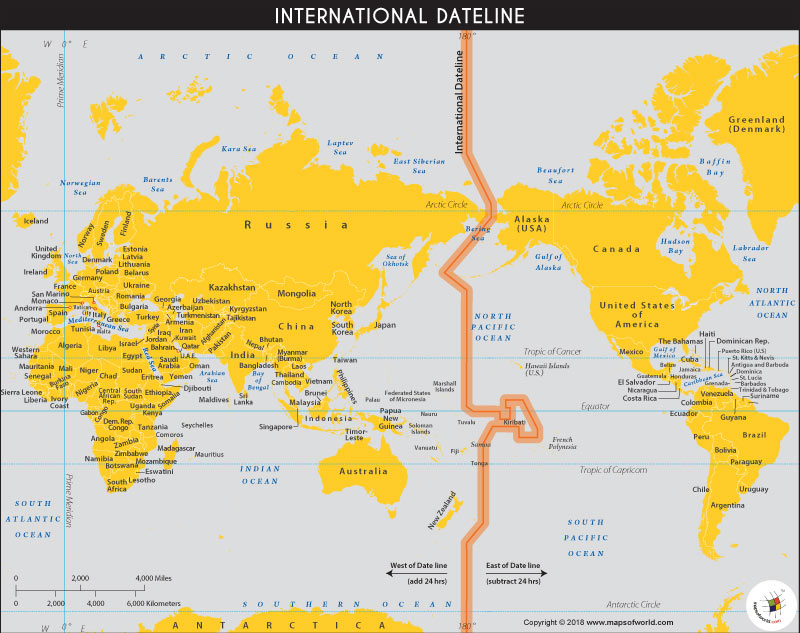 INTERNATIONAL DATELINE
W 0° E
180°
ARCTIC OCEAN
Prime Meridian
International Dateline
Greenland
(Denmark)
Kara Sea
Laptev
Sea
East Siberian
Sea
Beaufort
Sea
Baffin
Bay
Norwegian
Sea
Barents
Sea
Arctic Circle
Arctic Circle
Iceland
Norway
Sweden
Finland
Russia
Bering
Sea
Alaska
(USA)
Canada
Hudson
Bay
Labrador
Sea
United
Kingdom
North
Sea
Estonia
Latvia
Lithuania
Denmark
Poland
Belarus
Ireland
Germany
Sea of
Okhotsk
Gulf of
Alaska
France
Austria
Ukraine
San Marino
Monaco
Romania
Kazakhstan
Mongolia
NORTH
ATLANTIC
OCEAN
Andorra
Vatican
City
Italy
Bulgaria
Georgia
Azerbaijan
Uzbekistan
Kyrgyzstan
North
Korea
United States
of
America
Portugal
Spain
Greece
Turkey
Armenia
Turkmenistan
Tajikistan
Mediterranean Sea
Malta
Syria
South
Korea
Japan
China
NORTH
PACIFIC
OCEAN
Morocco
Tunisia
Iraq
Iran
Afghanistan
Jordan
Kuwait
Pakistan
Nepal
Bhutan
Algeria
Libya
Israel
Bahrain
Qatar
Egypt
U.A.E.
India
Myanmar
(Burma)
Taiwan
Tropic of Cancer
Mexico
Gulf of
Mexico
The Bahamas
Haiti
Dominican Rep.
Cuba
Puerto Rico (U.S)
St. Kitts & Nevis
Western
Sahara
Red Sea
Saudi
Arabia
Oman
Bangladesh
Laos
Hawaii Islands
(U.S.)
Belize
Jamaica
Antigua and Barbuda
Dominica
Mauritania
Mali
Niger
Chad
Sudan
Eritrea
Yemen
Arabian
Sea
Bay
of
Bengal
Thailand
Cambodia
Vietnam
Philippines
Guatemala
Honduras
Caribbean Sea
St. Lucia
Barbados
Grenada
Senegal
Burkina
Faso
Nigeria
Central
African
South
Sudan
Ethiopia
Djibouti
Somalia
Maldives
Sri
Lanka
Brunei
Malaysia
Marshall
Islands
El Salvador
Nicaragua
Costa Rica
Trinidad & Tobago
Suriname
Venezuela
Sierra Leone
Liberia
Ivory
Coast
Uganda
Kenya
Palau
Federated States
of Micronesia
Equator
Colombia
Gabon
Congo
Dem.Rep.
Congo
Tanzania
Seychelles
Singapore
Indonesia
Papua
New
Guinea
Nauru
Tuvalu
Kiribati
Ecuador
Guyana
Angola
Zambia
Comoros
Timor-
Leste
Soloman
Islands
Samoa
French
Polynesia
Peru
Brazil
Zimbabwe
Madagascar
Mauritius
Vanuatu
Fiji
Bolivia
Namibia
Mozambique
Botswana
Eswatini
INDIAN
OCEAN
Australia
Tonga
Tropic of Capricorn
Paraguay
South
Africa
Lesotho
Prime Meridian
New Zealand
Chile
Uruguay
Argentina
SOUTH
ATLANTIC
OCEAN
SOUTH
PACIFIC
OCEAN
West of Date line
(add 24 hrs)
East of Date line
(subtract 24 hrs)
0 2,000 4,000 Miles
0 2,000 4,000 6,000 Kilometers
SOUTHERN OCEAN
Antarctic Circle
Copyright © 2018 www.mapsofworld.com
W 0° E
ANTARCTICA
180°